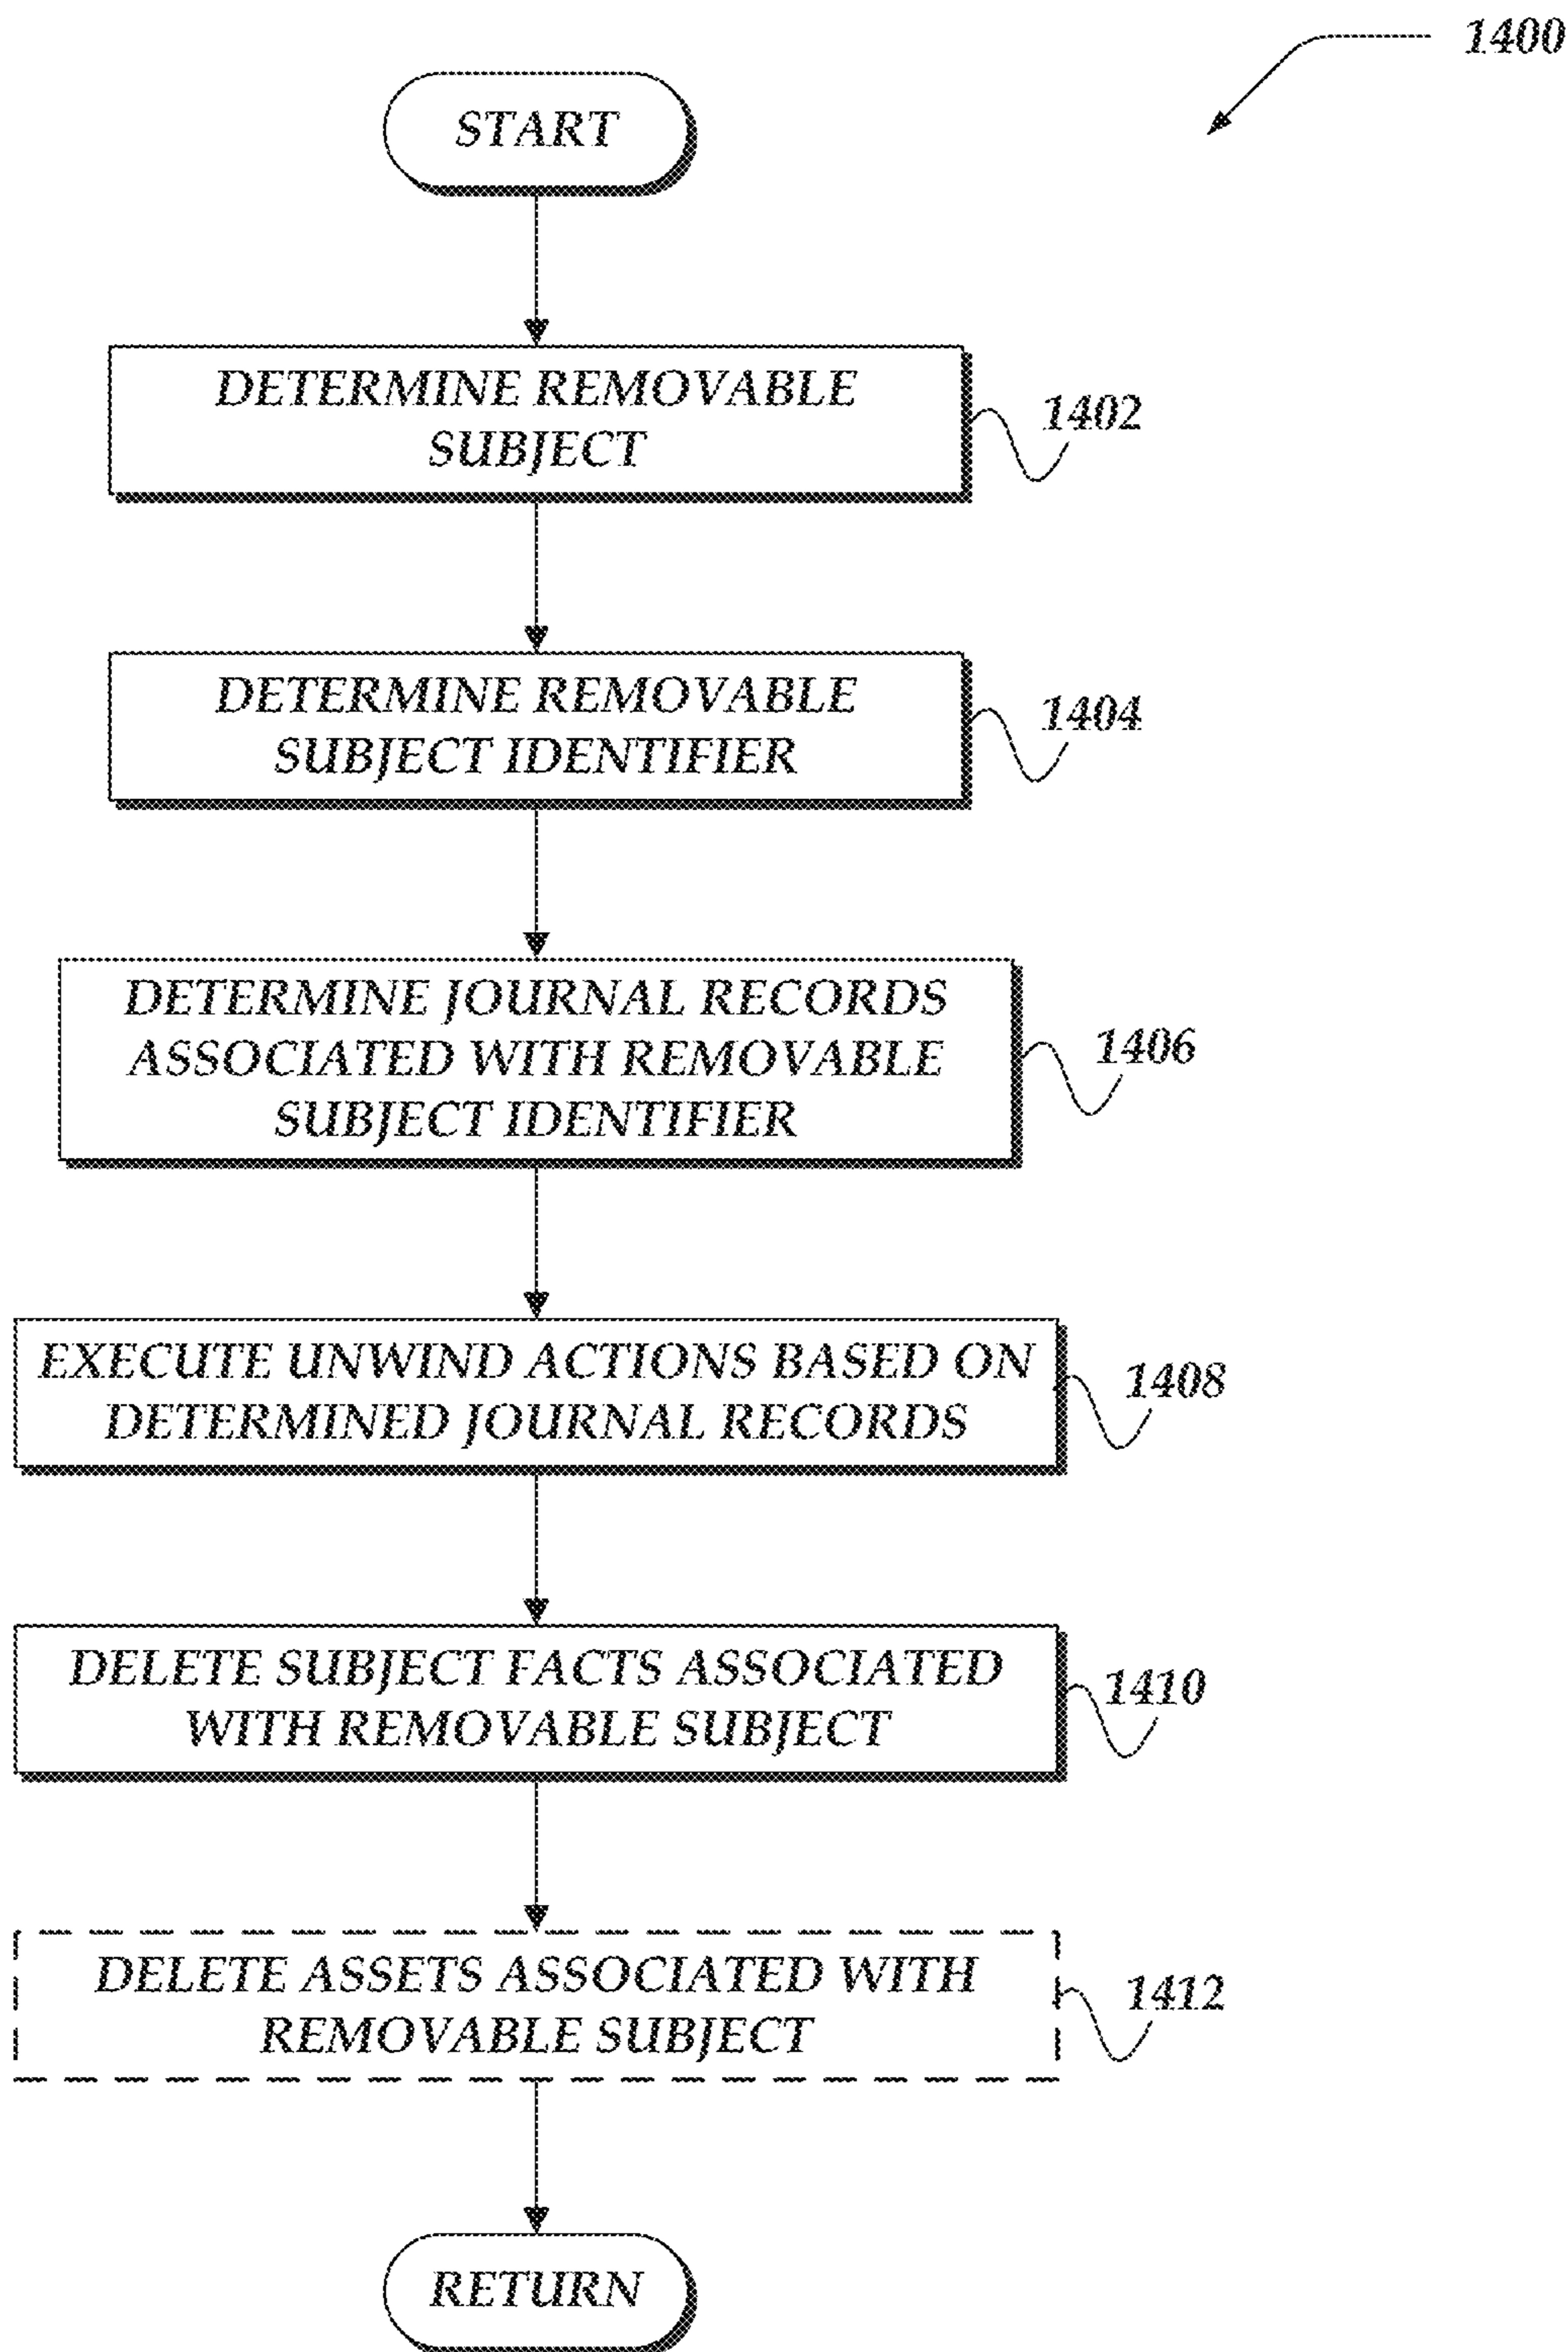 1400
START
DETERMINE REMOVABLE
SUBJECT
1402
DETERMINE REMOVABLE
SUBJECT IDENTIFIER
1404
DETERMINE JOURNAL RECORDS
ASSOCIATED WITH REMOVABLE
SUBJECT IDENTIFIER
1406
EXECUTE UNWIND ACTIONS BASED ON
DETERMINED JOURNAL RECORDS
1408
DELETE SUBJECT FACTS ASSOCIATED
WITH REMOVABLE SUBJECT
1410
DELETE ASSETS ASSOCIATED WITH
REMOVABLE SUBJECT
1412
RETURN